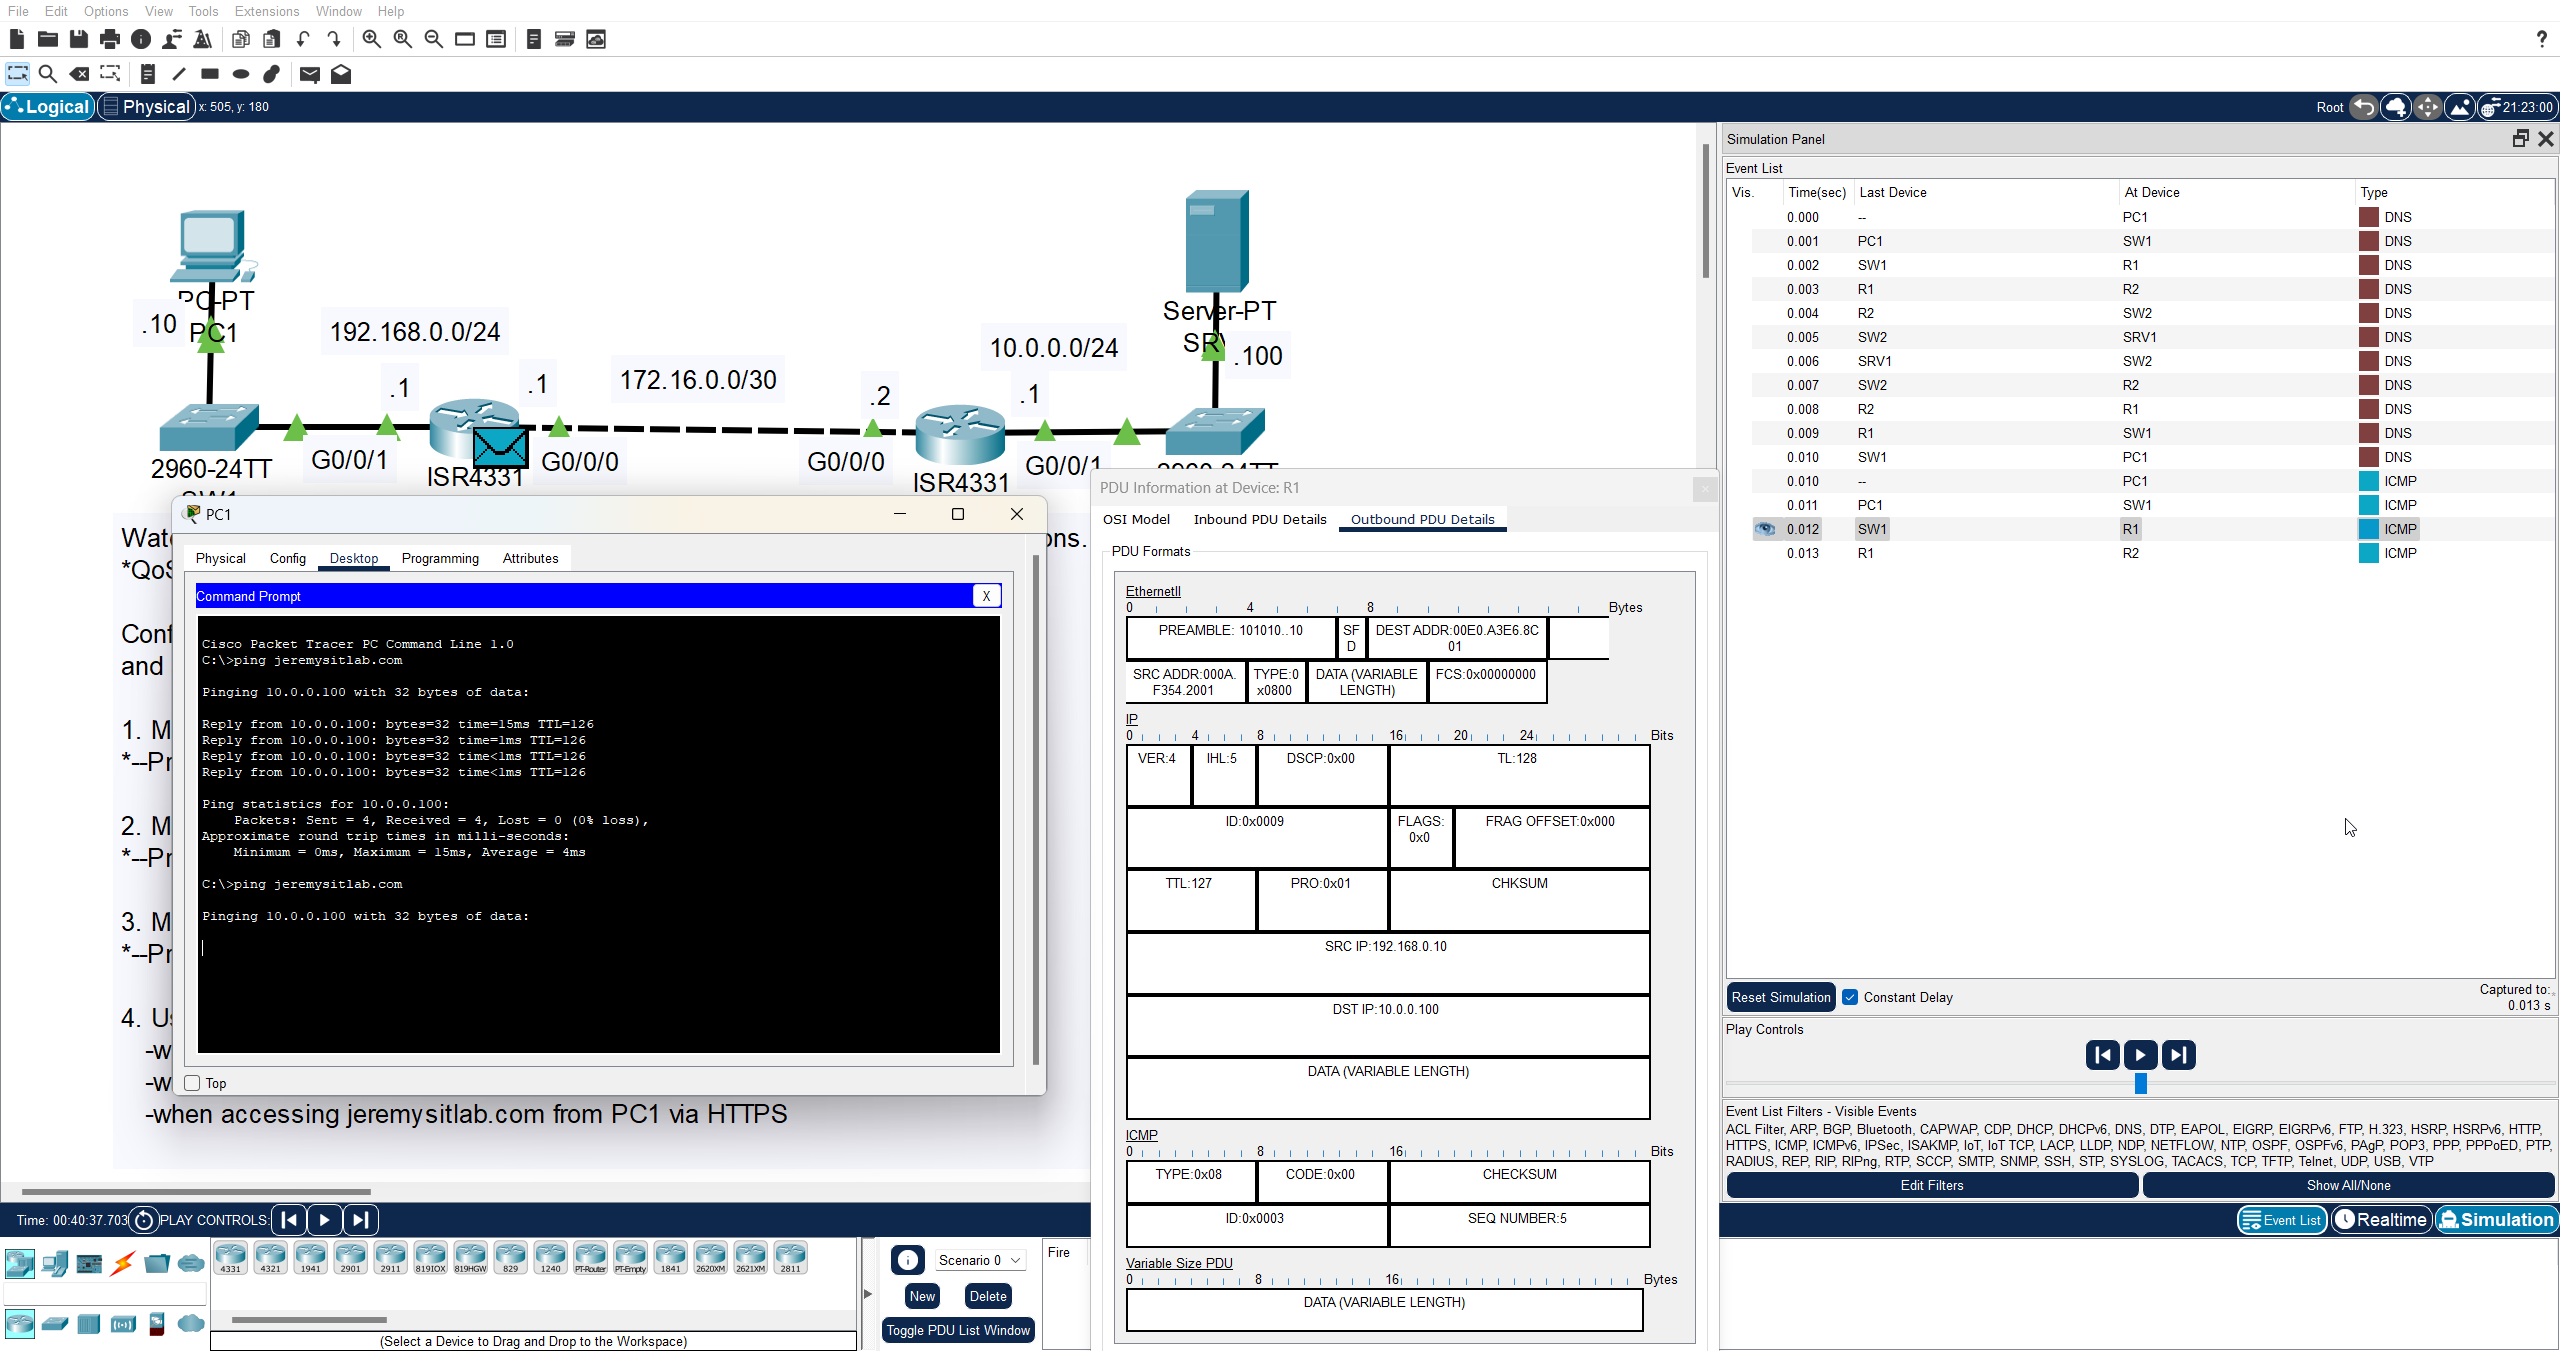 File Edit Options View Tools Extensions Window Help
Logical Physical x: 505, y: 180
Root 21:23:00
PC-PT
PC1
.10
192.168.0.0/24
.1
.1
172.16.0.0/30
.2
10.0.0.0/24
.1
Server-PT
.100
2960-24TT
G0/0/1
ISR4331
G0/0/0
G0/0/0
ISR4331
G0/0/1
2960-24TT
ons.
1.
2.
3.
4.
-when accessing jeremysitlab.com from PC1 via HTTPS
PC1
Physical Config Desktop Programming Attributes
Command Prompt
X
Cisco Packet Tracer PC Command Line 1.0
C:\>ping jeremysitlab.com
Pinging 10.0.0.100 with 32 bytes of data:
Reply from 10.0.0.100: bytes=32 time=15ms TTL=126
Reply from 10.0.0.100: bytes=32 time=1ms TTL=126
Reply from 10.0.0.100: bytes=32 time<1ms TTL=126
Reply from 10.0.0.100: bytes=32 time<1ms TTL=126
Ping statistics for 10.0.0.100:
Packets: Sent = 4, Received = 4, Lost = 0 (0% loss),
Approximate round trip times in milli-seconds:
Minimum = 0ms, Maximum = 15ms, Average = 4ms
C:\>ping jeremysitlab.com
Pinging 10.0.0.100 with 32 bytes of data:
Top
PDU Information at Device: R1
OSI Model Inbound PDU Details Outbound PDU Details
PDU Formats
EthernetII
0 4 8 Bytes
PREAMBLE: 101010..10
SF
D
DEST ADDR:00E0.A3E6.8C
01
SRC ADDR:000A.
F354.2001
TYPE:0
x0800
DATA (VARIABLE
LENGTH)
FCS:0x00000000
IP
0 4 8 16 20 24 Bits
VER:4 IHL:5 DSCP:0x00 TL:128
ID:0x0009
FLAGS:
0x0
FRAG OFFSET:0x000
TTL:127 PRO:0x01 CHKSUM
SRC IP:192.168.0.10
DST IP:10.0.0.100
DATA (VARIABLE LENGTH)
ICMP
0 8 16 Bits
TYPE:0x08 CODE:0x00 CHECKSUM
ID:0x0003 SEQ NUMBER:5
Variable Size PDU
0 8 16 Bytes
DATA (VARIABLE LENGTH)
Simulation Panel
Event List
Vis. Time(sec) Last Device At Device Type
0.000 -- PC1 DNS
0.001 PC1 SW1 DNS
0.002 SW1 R1 DNS
0.003 R1 R2 DNS
0.004 R2 SW2 DNS
0.005 SW2 SRV1 DNS
0.006 SRV1 SW2 DNS
0.007 SW2 R2 DNS
0.008 R2 R1 DNS
0.009 R1 SW1 DNS
0.010 SW1 PC1 DNS
0.010 -- PC1 ICMP
0.011 PC1 SW1 ICMP
0.012 SW1 R1 ICMP
0.013 R1 R2 ICMP
Reset Simulation Constant Delay
Captured to:
0.013 s
Play Controls
Event List Filters - Visible Events
ACL Filter, ARP, BGP, Bluetooth, CAPWAP, CDP, DHCP, DHCPv6, DNS, DTP, EAPOL, EIGRP, EIGRPv6, FTP, H.323, HSRP, HSRPv6, HTTP,
HTTPS, ICMP, ICMPv6, IPSec, ISAKMP, IoT, IoT TCP, LACP, LLDP, NDP, NETFLOW, NTP, OSPF, OSPFv6, PAgP, POP3, PPP, PPPoED, PTP,
RADIUS, REP, RIP, RIPng, RTP, SCCP, SMTP, SNMP, SSH, STP, SYSLOG, TACACS, TCP, TFTP, Telnet, UDP, USB, VTP
Edit Filters Show All/None
Time: 00:40:37.703 PLAY CONTROLS:
Event List Realtime Simulation
4331 4321 1941 2901 2911 819IOX 819HGW 829 1240 PT-Router PT-Empty 1841 2620XM 2621XM 2811
(Select a Device to Drag and Drop to the Workspace)
Scenario 0
New Delete
Toggle PDU List Window
Fire